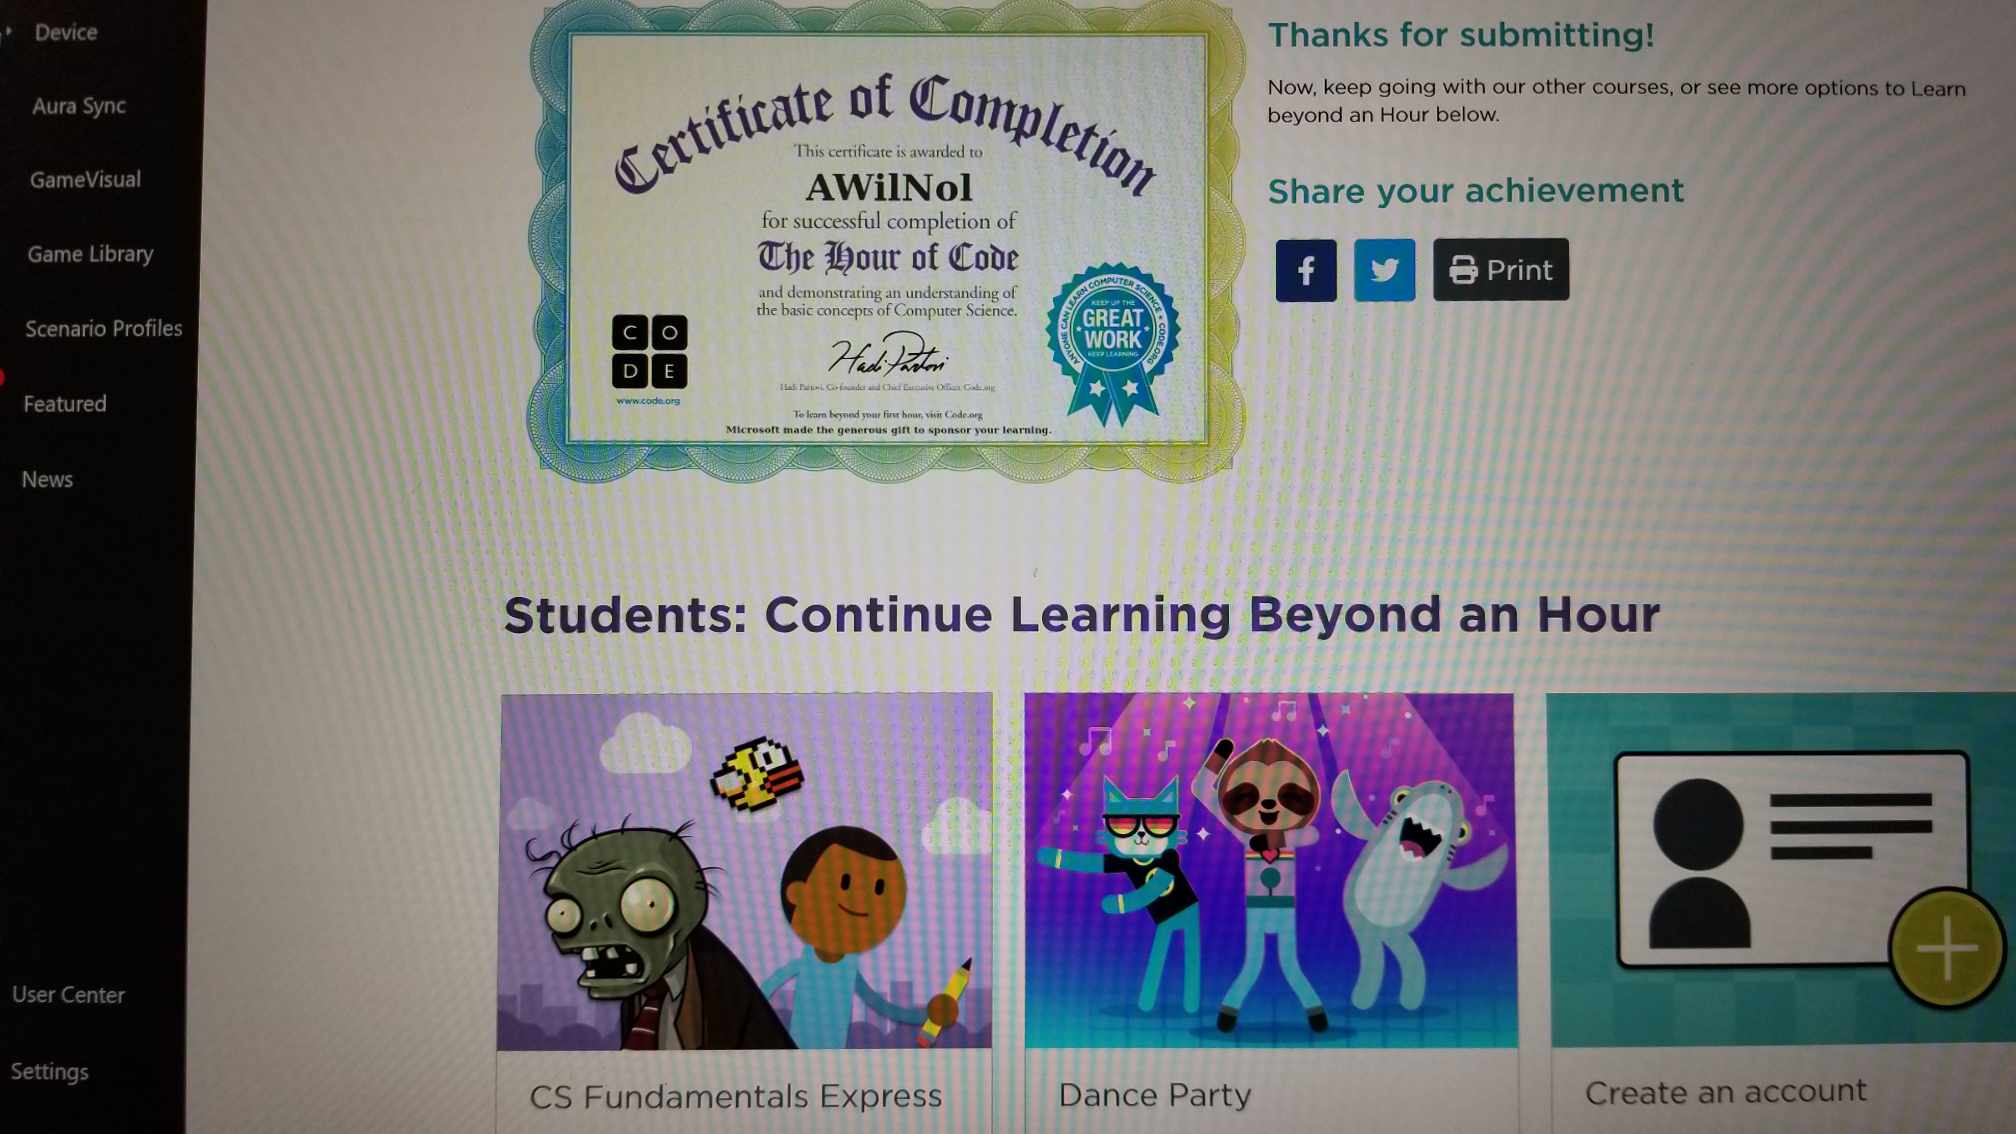 Device
Aura Sync
GameVisual
Game Library
Scenario Profiles
Featured
News
User Center
Settings
Certificate of Completion
This certificate is awarded to
AWilNol
for successful completion of
The Hour of Code
and demonstrating an understanding of
the basic concepts of Computer Science.
C O
D E
www.code.org
Hadi Partovi
Hadi Partovi, Co-founder and Chief Executive Officer, Code.org
To learn beyond your first hour, visit Code.org
Microsoft made the generous gift to sponsor your learning.
ANYONE CAN LEARN COMPUTER SCIENCE • CODE.ORG
KEEP UP THE
GREAT
WORK
KEEP LEARNING
Thanks for submitting!
Now, keep going with our other courses, or see more options to Learn
beyond an Hour below.
Share your achievement
f
Print
Students: Continue Learning Beyond an Hour
CS Fundamentals Express
Dance Party
Create an account